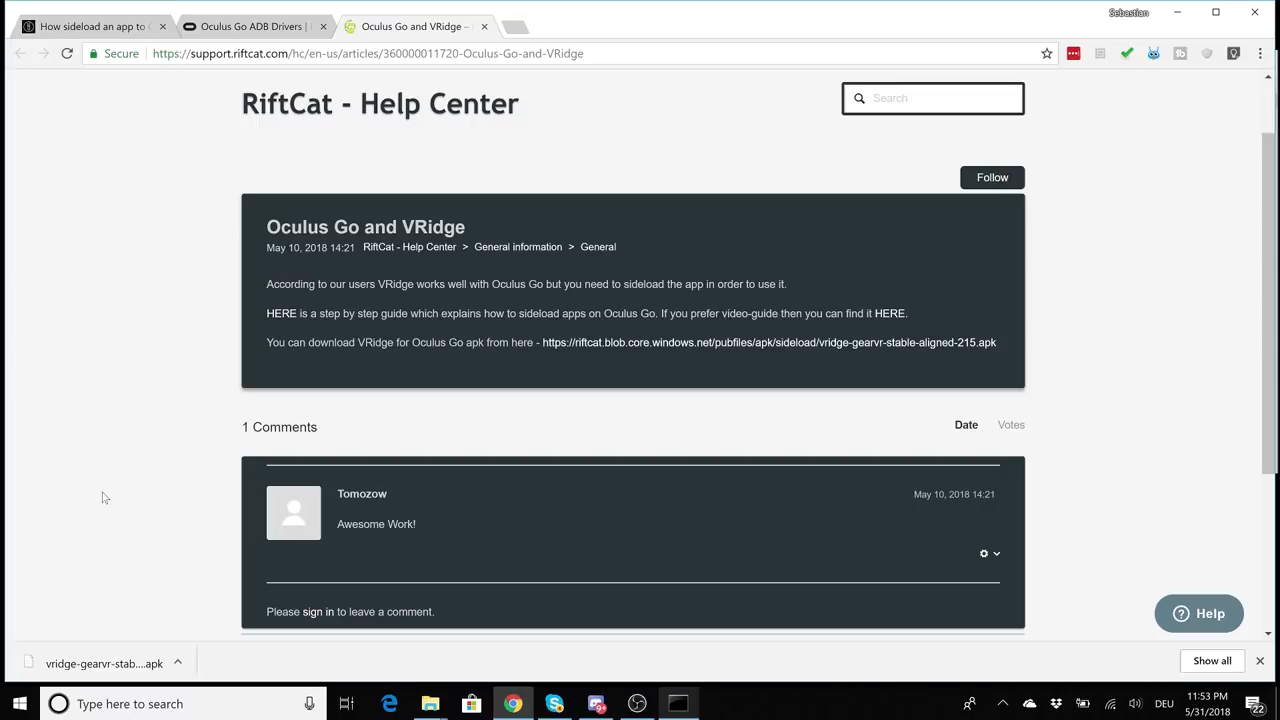 Sebastian
How sideload an app to
Oculus Go ADB Drivers |
Oculus Go and VRidge –
Secure
https://support.riftcat.com/hc/en-us/articles/360000011720-Oculus-Go-and-VRidge
RiftCat - Help Center
Search
Follow
Oculus Go and VRidge
May 10, 2018 14:21 RiftCat - Help Center > General information > General
According to our users VRidge works well with Oculus Go but you need to sideload the app in order to use it.
HERE is a step by step guide which explains how to sideload apps on Oculus Go. If you prefer video-guide then you can find it HERE.
You can download VRidge for Oculus Go apk from here - https://riftcat.blob.core.windows.net/pubfiles/apk/sideload/vridge-gearvr-stable-aligned-215.apk
1 Comments
Date Votes
Tomozow
May 10, 2018 14:21
Awesome Work!
Please sign in to leave a comment.
Help
vridge-gearvr-stab....apk
Show all
Type here to search
DEU
11:53 PM
5/31/2018
22